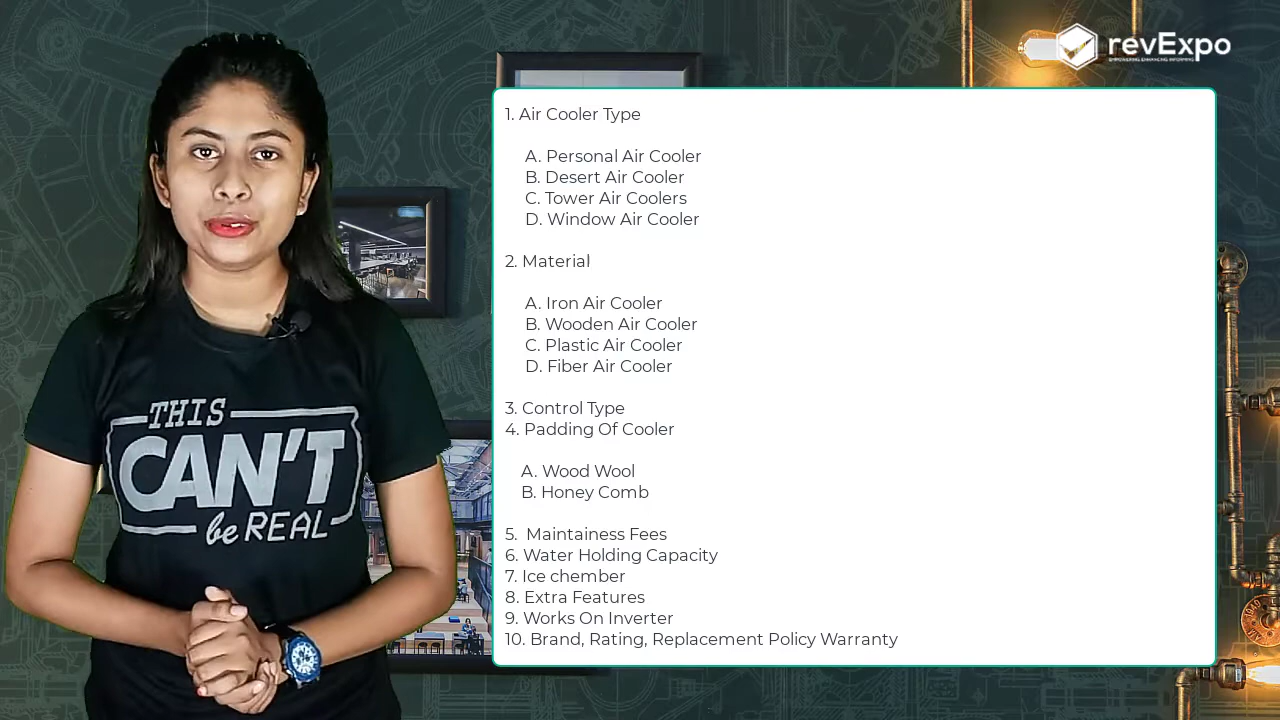 revExpo
EMPOWERING ENHANCING INFORMING
1. Air Cooler Type
A. Personal Air Cooler
B. Desert Air Cooler
C. Tower Air Coolers
D. Window Air Cooler
2. Material
A. Iron Air Cooler
B. Wooden Air Cooler
C. Plastic Air Cooler
D. Fiber Air Cooler
3. Control Type
4. Padding Of Cooler
A. Wood Wool
B. Honey Comb
5. Maintainess Fees
6. Water Holding Capacity
7. Ice chember
8. Extra Features
9. Works On Inverter
10. Brand, Rating, Replacement Policy Warranty
THIS
CAN'T
be REAL